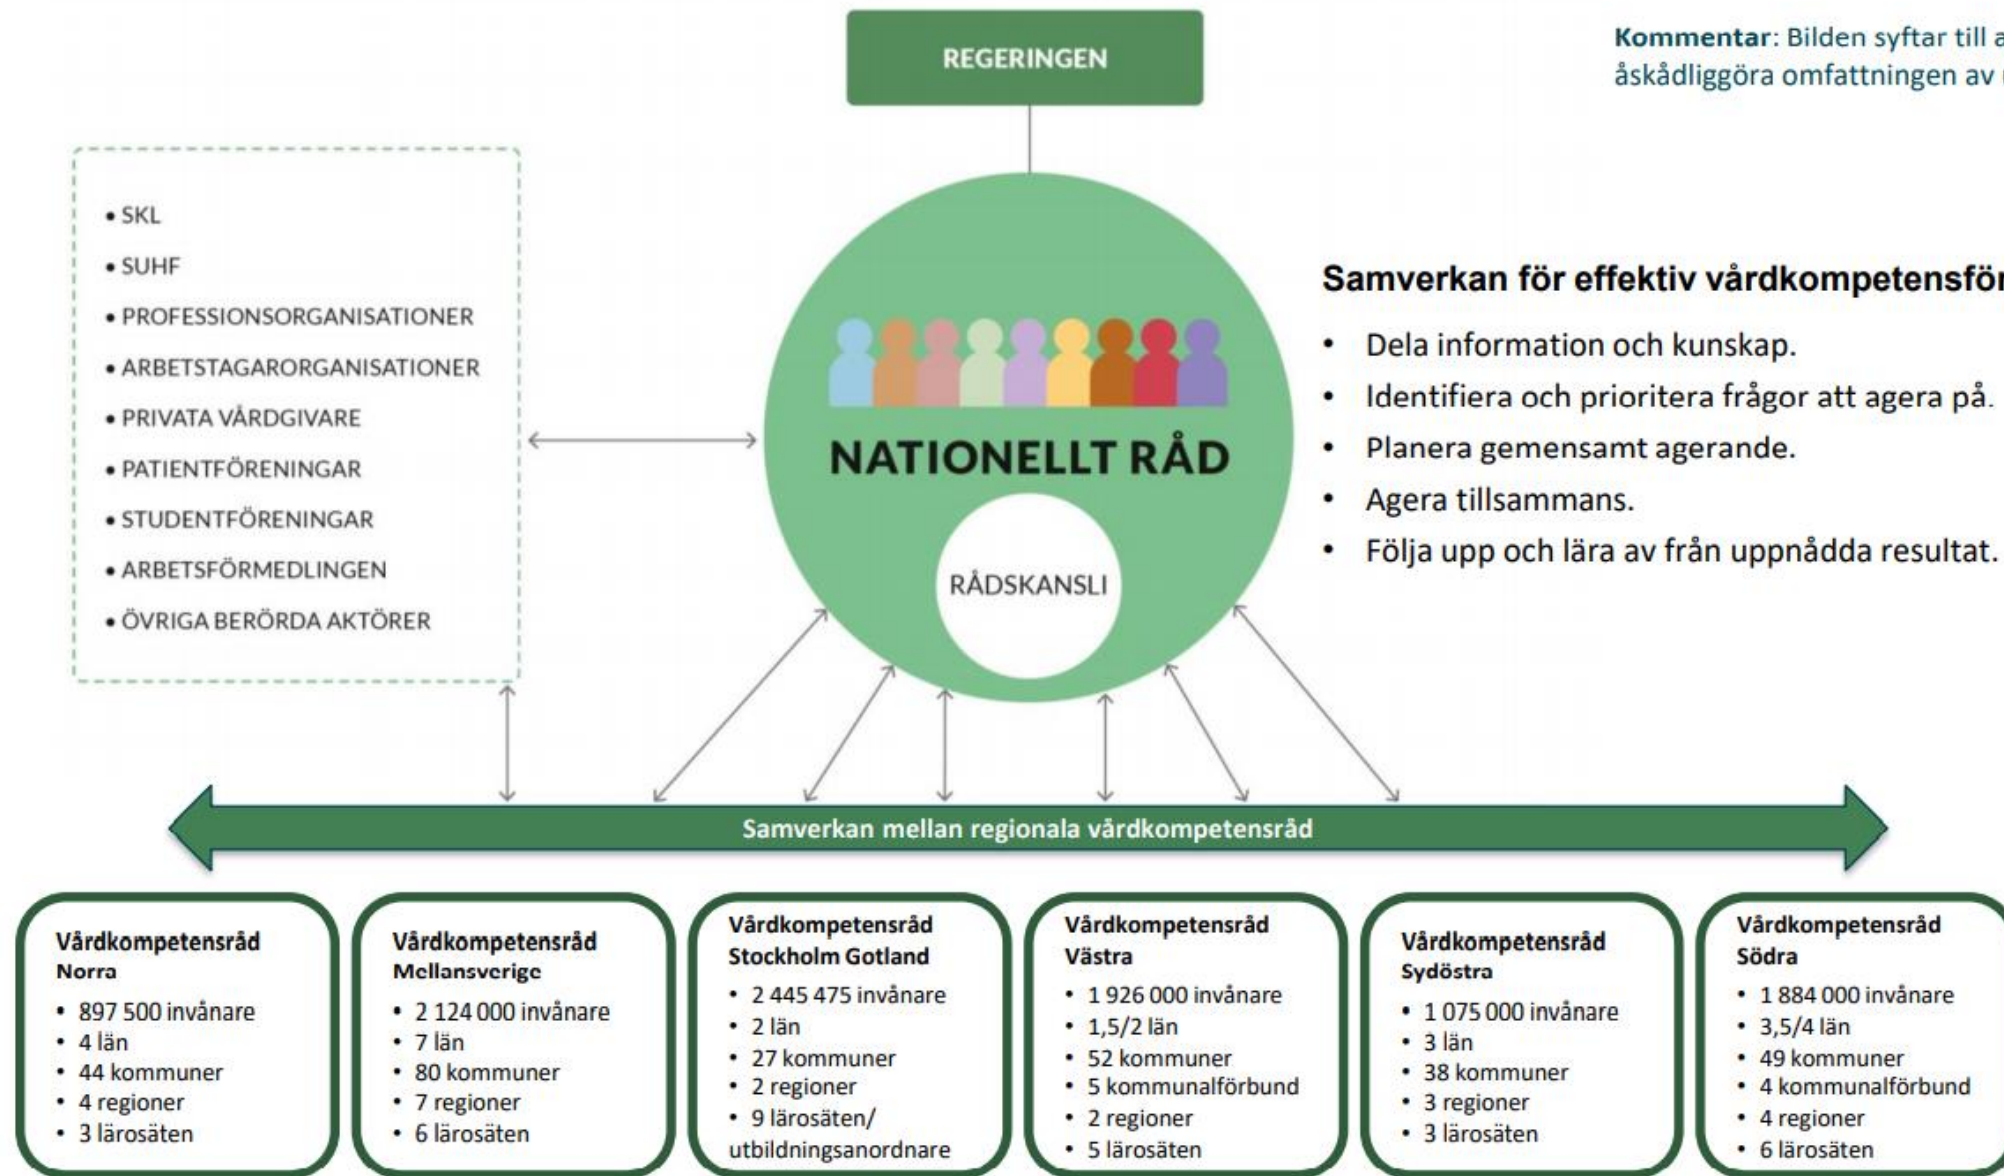 REGERINGEN
Kommentar: Bilden syftar till
åskådliggöra omfattningen av
• SKL
• SUHF
• PROFESSIONSORGANISATIONER
• ARBETSTAGARORGANISATIONER
• PRIVATA VÅRDGIVARE
• PATIENTFÖRENINGAR
• STUDENTFÖRENINGAR
• ARBETSFÖRMEDLINGEN
• ÖVRIGA BERÖRDA AKTÖRER
NATIONELLT RÅD
RÅDSKANSLI
Samverkan för effektiv
• Dela information och kunskap.
• Identifiera och prioritera frågor att agera på.
• Planera gemensamt agerande.
• Agera tillsammans.
• Följa upp och lära av från uppnådda resultat.
Samverkan mellan regionala vårdkompetensråd
Vårdkompetensråd
Norra
• 897 500 invånare
• 4 län
• 44 kommuner
• 4 regioner
• 3 lärosäten
Vårdkompetensråd
Mellansverige
• 2 124 000 invånare
• 7 län
• 80 kommuner
• 7 regioner
• 6 lärosäten
Vårdkompetensråd
Stockholm Gotland
• 2 445 475 invånare
• 2 län
• 27 kommuner
• 2 regioner
• 9 lärosäten/
utbildningsanordnare
Vårdkompetensråd
Västra
• 1 926 000 invånare
• 1,5/2 län
• 52 kommuner
• 5 kommunalförbund
• 2 regioner
• 5 lärosäten
Vårdkompetensråd
Sydöstra
• 1 075 000 invånare
• 3 län
• 38 kommuner
• 3 regioner
• 3 lärosäten
Vårdkompetensråd
Södra
• 1 884 000 invånare
• 3,5/4 län
• 49 kommuner
• 4 kommunalförbund
• 4 regioner
• 6 lärosäten